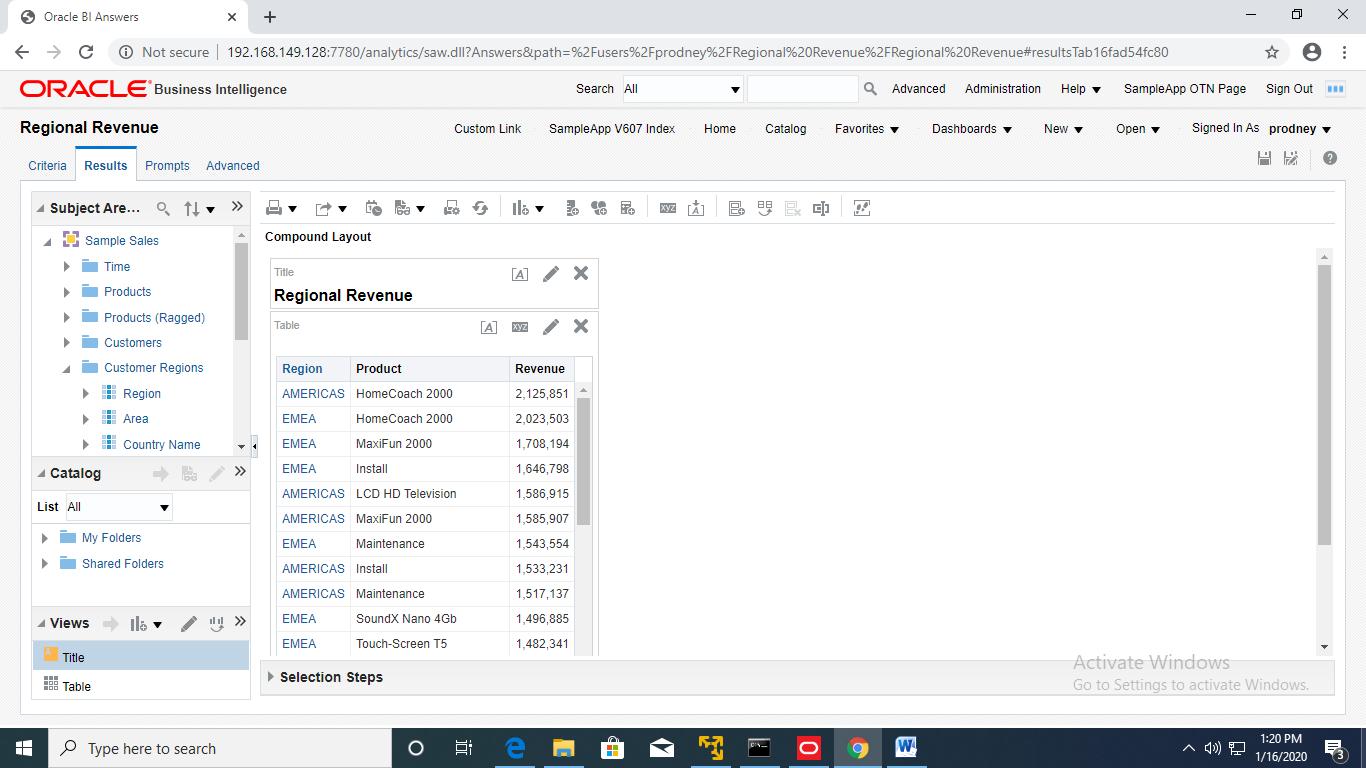 Oracle BI Answers
Not secure 192.168.149.128:7780/analytics/saw.dll?Answers&path=%2Fusers%2Fprodney%2FRegional%20Revenue%2FRegional%20Revenue#resultsTab16fad54fc80
ORACLE Business Intelligence
Search All Advanced Administration Help SampleApp OTN Page Sign Out
Regional Revenue
Custom Link SampleApp V607 Index Home Catalog Favorites Dashboards New Open Signed In As prodney
Criteria Results Prompts Advanced
Subject Are...
Sample Sales
Time
Products
Products (Ragged)
Customers
Customer Regions
Region
Area
Country Name
Catalog
List All
My Folders
Shared Folders
Views
Title
Table
Compound Layout
Title
Regional Revenue
Table
Region Product Revenue
AMERICAS HomeCoach 2000 2,125,851
EMEA HomeCoach 2000 2,023,503
EMEA MaxiFun 2000 1,708,194
EMEA Install 1,646,798
AMERICAS LCD HD Television 1,586,915
AMERICAS MaxiFun 2000 1,585,907
EMEA Maintenance 1,543,554
AMERICAS Install 1,533,231
AMERICAS Maintenance 1,517,137
EMEA SoundX Nano 4Gb 1,496,885
EMEA Touch-Screen T5 1,482,341
Selection Steps
Activate Windows
Go to Settings to activate Windows.
Type here to search
1:20 PM
1/16/2020
3